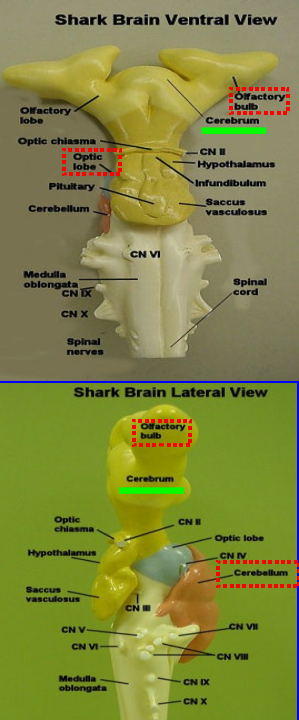 Shark Brain Ventral View
Olfactory
bulb
Olfactory
lobe
Cerebrum
Optic chiasma
CN II
Optic
lobe
Hypothalamus
Pituitary
Infundibulum
Cerebellum
Saccus
vasculosus
CN VI
Medulla
oblongata
CN IX
Spinal
cord
CN X
Spinal
nerves
Shark Brain Lateral View
Olfactory
bulb
Cerebrum
Optic
chiasma
CN II
Optic lobe
Hypothalamus
CN IV
Cerebellum
Saccus
vasculosus
CN III
CN V
CN VII
CN VI
CN VIII
Medulla
oblongata
CN IX
CN X